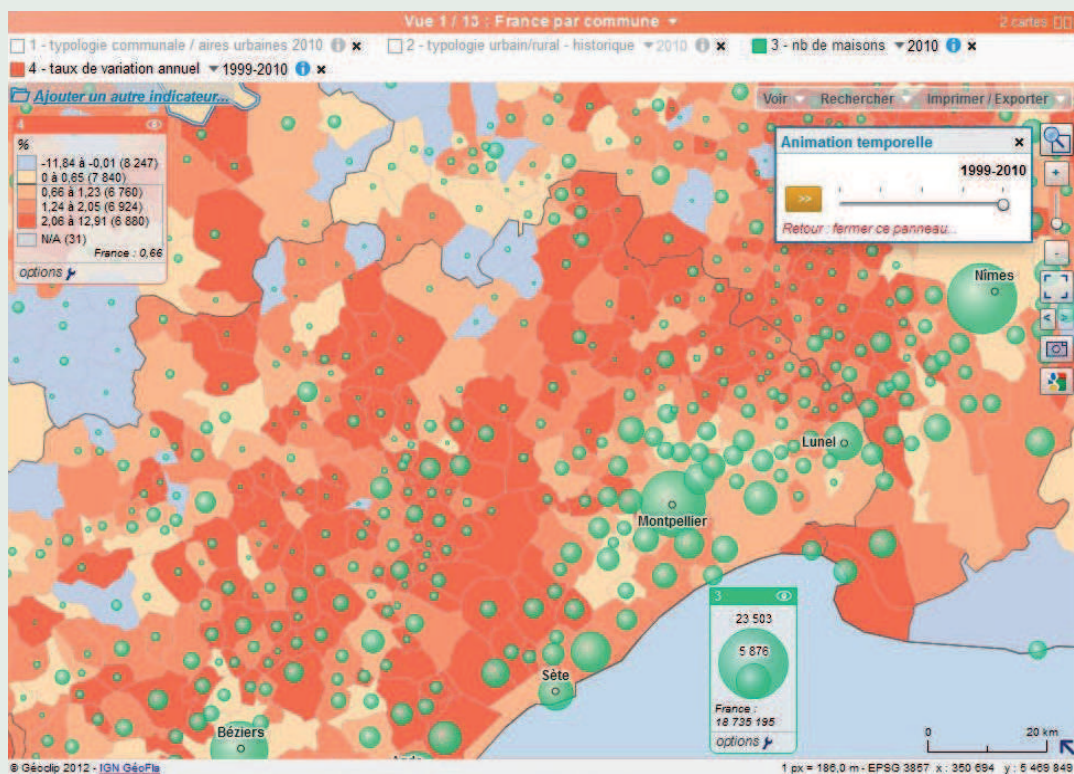 Vue 1 / 13 : France par commune
2 cartes
1 - typologie communale / aires urbaines 2010
2 - typologie urbain/rural - historique 2010
3 - nb de maisons 2010
4 - taux de variation annuel 1999-2010
Ajouter un autre indicateur...
Voir Rechercher Imprimer / Exporter
4
%
-11,84 à -0,01 (8 247)
0 à 0,65 (7 840)
0,66 à 1,23 (6 760)
1,24 à 2,05 (6 924)
2,06 à 12,91 (6 880)
N/A (31)
France : 0,66
options
Animation temporelle
1999-2010
>>
Retour : fermer ce panneau...
+
-
< >
Nîmes
Lunel
Montpellier
Sète
Béziers
3
23 503
5 876
France :
18 735 195
options
0 20 km
© Géoclip 2012 - IGN GéoFla
1 px = 186,0 m - EPSG 3857 x : 350 694 y : 5 469 849